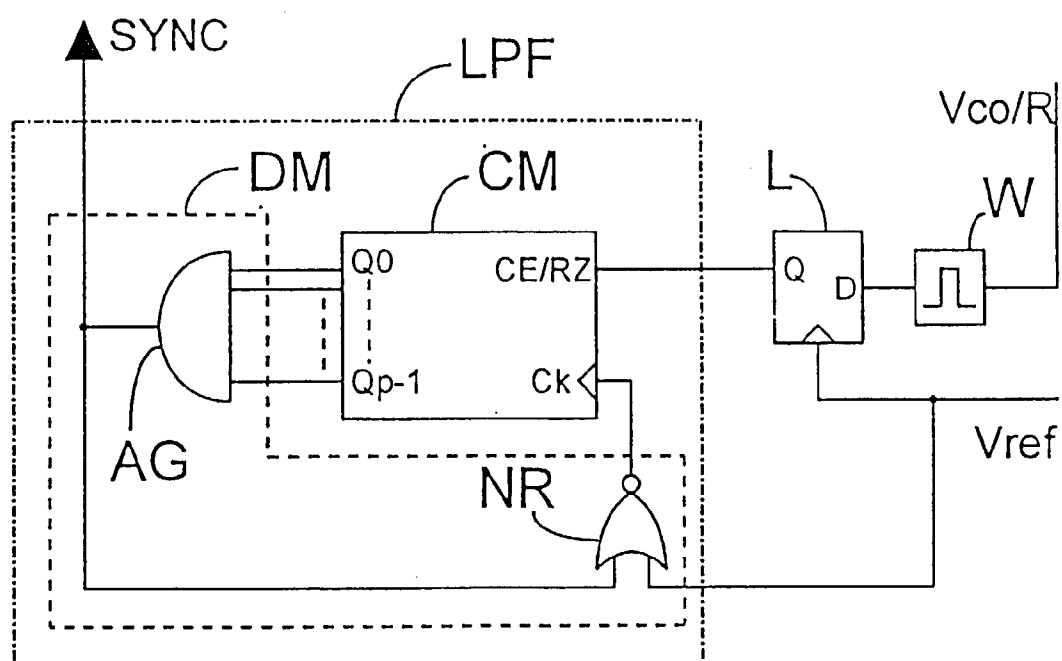 SYNC
LPF
Vco/R
DM
CM
L
W
Q0
CE/RZ
Q
D
Qp-1
Ck
AG
NR
Vref